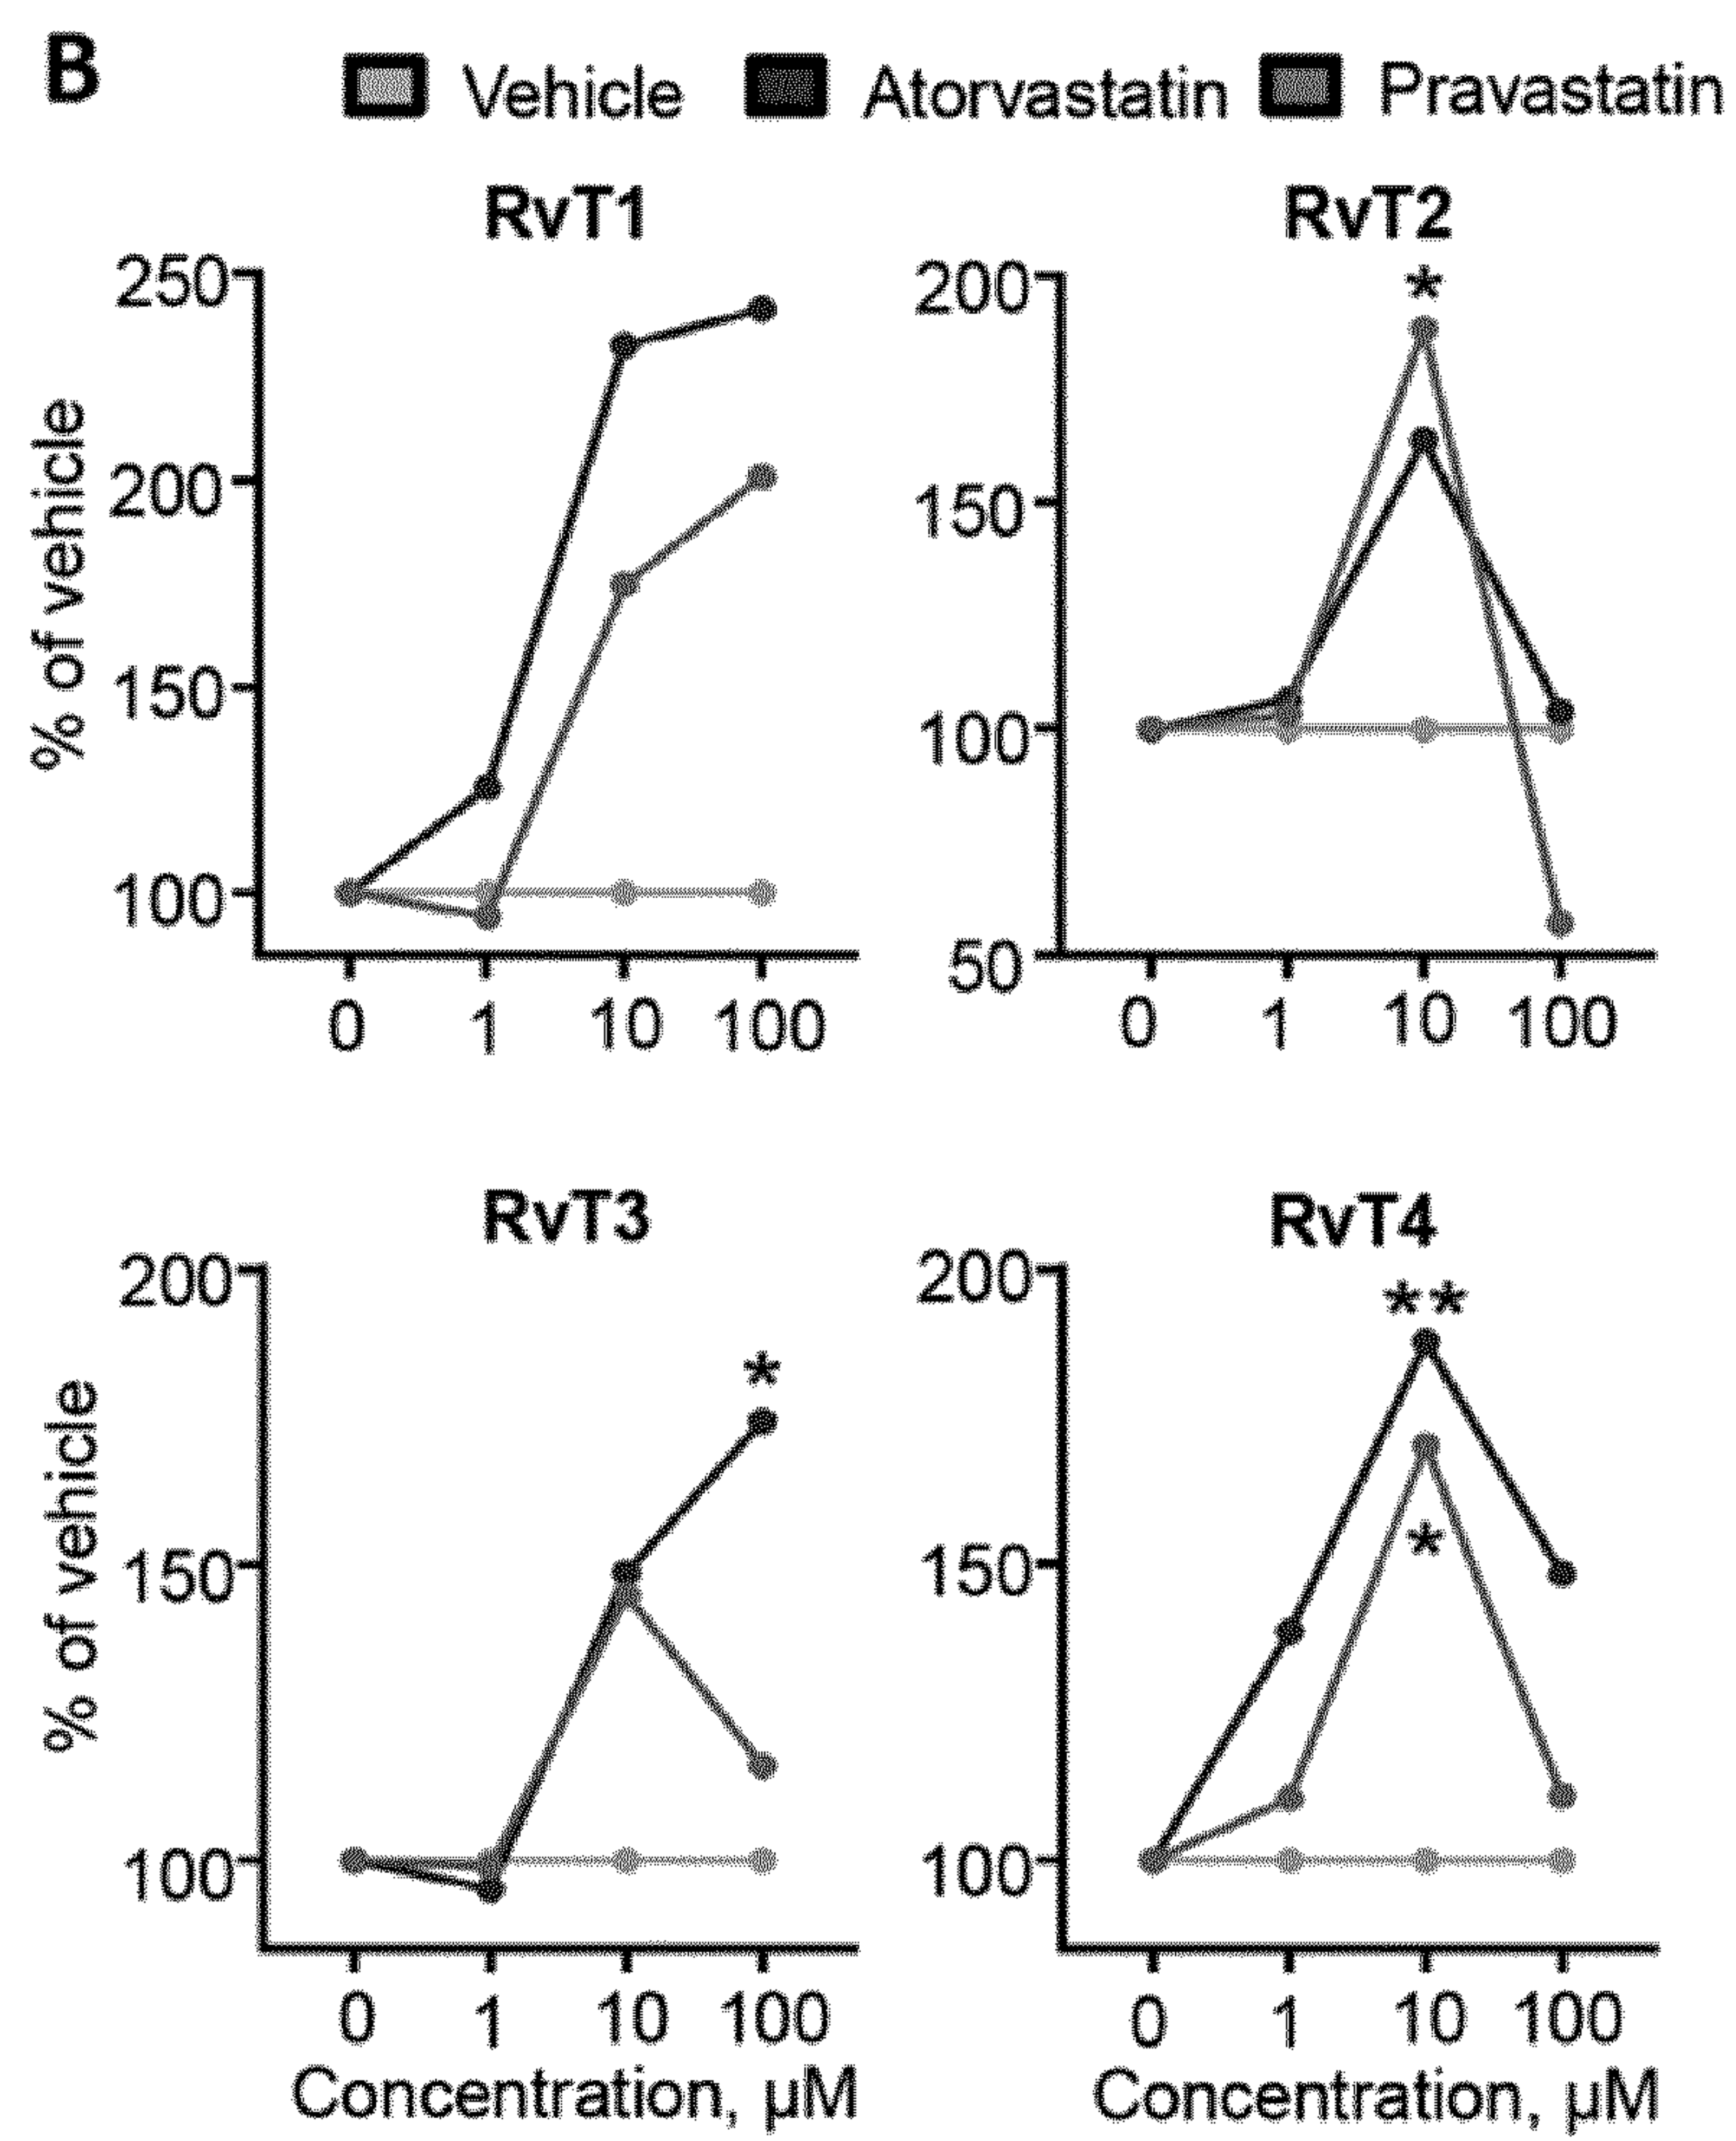 B Vehicle Atorvastatin Pravastatin
RvT1
250
200
150
100
% of vehicle
0 1 10 100
RvT2
*
200
150
100
50
0 1 10 100
RvT3
*
200
150
100
% of vehicle
0 1 10 100
Concentration, µM
RvT4
**
*
200
150
100
0 1 10 100
Concentration, µM